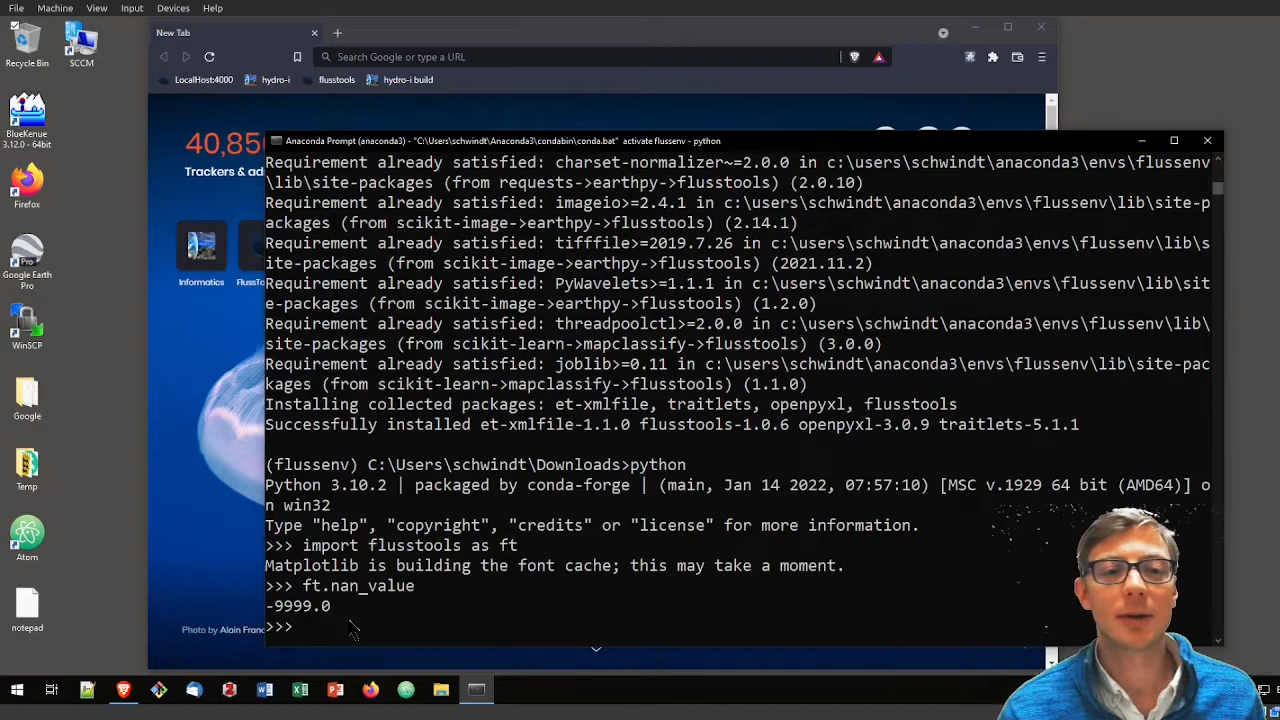 File Machine View Input Devices Help
New Tab
Search Google or type a URL
LocalHost:4000 hydro-i flusstools hydro-i build
Recycle Bin
SCCM
BlueKenue
3.12.0 - 64bit
Firefox
Google Earth
Pro
WinSCP
Google
Temp
Atom
notepad
40,85
Trackers & ad
Informatics
FlussTo
Photo by Alain Franc
Anaconda Prompt (anaconda3) - "C:\Users\schwindt\Anaconda3\condabin\conda.bat" activate flussenv - python
Requirement already satisfied: charset-normalizer~=2.0.0 in c:\users\schwindt\anaconda3\envs\flussenv
\lib\site-packages (from requests->earthpy->flusstools) (2.0.10)
Requirement already satisfied: imageio>=2.4.1 in c:\users\schwindt\anaconda3\envs\flussenv\lib\site-p
ackages (from scikit-image->earthpy->flusstools) (2.14.1)
Requirement already satisfied: tifffile>=2019.7.26 in c:\users\schwindt\anaconda3\envs\flussenv\lib\s
ite-packages (from scikit-image->earthpy->flusstools) (2021.11.2)
Requirement already satisfied: PyWavelets>=1.1.1 in c:\users\schwindt\anaconda3\envs\flussenv\lib\sit
e-packages (from scikit-image->earthpy->flusstools) (1.2.0)
Requirement already satisfied: threadpoolctl>=2.0.0 in c:\users\schwindt\anaconda3\envs\flussenv\lib\
site-packages (from scikit-learn->mapclassify->flusstools) (3.0.0)
Requirement already satisfied: joblib>=0.11 in c:\users\schwindt\anaconda3\envs\flussenv\lib\site-pac
kages (from scikit-learn->mapclassify->flusstools) (1.1.0)
Installing collected packages: et-xmlfile, traitlets, openpyxl, flusstools
Successfully installed et-xmlfile-1.1.0 flusstools-1.0.6 openpyxl-3.0.9 traitlets-5.1.1
(flussenv) C:\Users\schwindt\Downloads>python
Python 3.10.2 | packaged by conda-forge | (main, Jan 14 2022, 07:57:10) [MSC v.1929 64 bit (AMD64)] o
n win32
Type "help", "copyright", "credits" or "license" for more information.
>>> import flusstools as ft
Matplotlib is building the font cache; this may take a moment.
>>> ft.nan_value
-9999.0
>>>